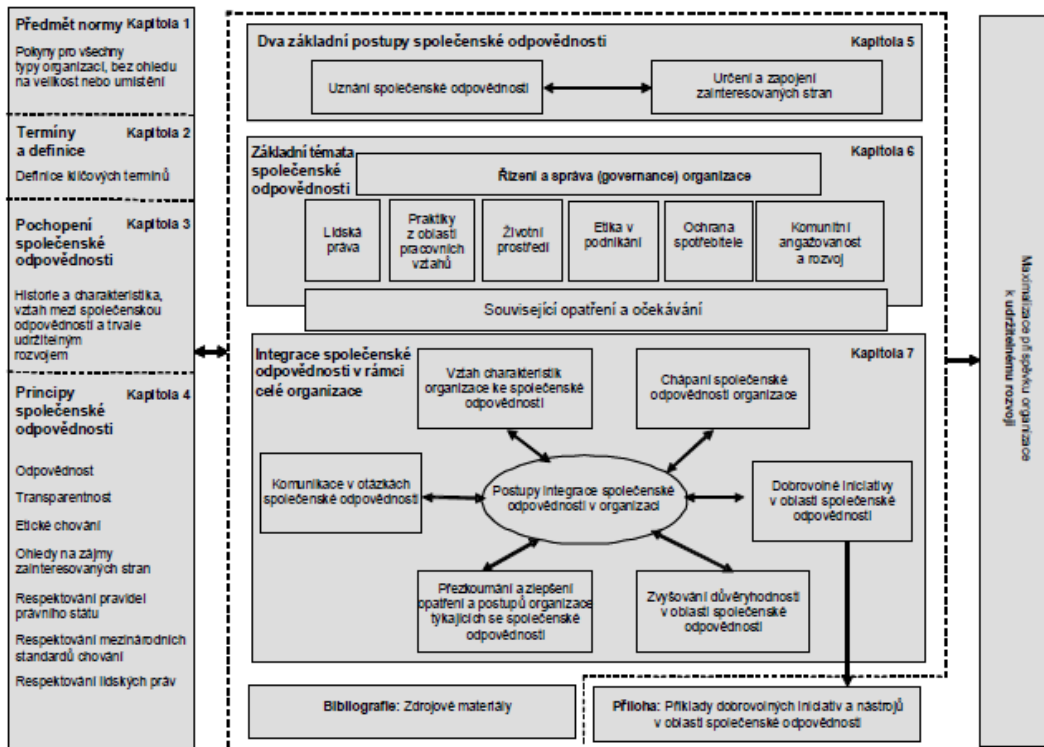 Předmět normy Kapitola 1
Pokyny pro všechny
typy organizací, bez ohledu
na velikost nebo umístění
Termíny Kapitola 2
a definice
Definice klíčových termínů
Pochopení Kapitola 3
společenské
odpovědnosti
Historie a charakteristika,
vztah mezi společenskou
odpovědností a trvale
udržitelným
rozvojem
Principy Kapitola 4
společenské
odpovědnosti
Odpovědnost
Transparentnost
Etické chování
Ohledy na zájmy
zainteresovaných stran
Respektování pravidel
právního státu
Respektování mezinárodních
standardů chování
Respektování lidských práv
Dva základní postupy společenské odpovědnosti Kapitola 5
Uznání společenské odpovědnosti
Určení a zapojení
zainteresovaných stran
Základní témata Kapitola 6
společenské
odpovědnosti
Řízení a správa (governance) organizace
Lidská
práva
Praktiky
z oblasti
pracovních
vztahů
Životní
prostředí
Etika v
podnikání
Ochrana
spotřebitele
Komunitní
angažovanost
a rozvoj
Související opatření a očekávání
Integrace společenské Kapitola 7
odpovědnosti v rámci
celé organizace
Vztah charakteristik
organizace ke společenské
odpovědnosti
Chápaní společenské
odpovědnosti organizace
Komunikace v otázkách
společenské odpovědnosti
Postupy integrace společenské
odpovědnosti v organizaci
Dobrovolné iniciativy
v oblasti společenské
odpovědnosti
Přezkoumání a zlepšení
opatření a postupů organizace
týkajících se společenské
odpovědnosti
Zvyšování důvěryhodnosti
v oblasti společenské
odpovědnosti
Bibliografie: Zdrojové materiály
Příloha: Příklady dobrovolných iniciativ a nástrojů
v oblasti společenské odpovědnosti
Maximalizace příspěvku organizace
k udržitelnému rozvoji